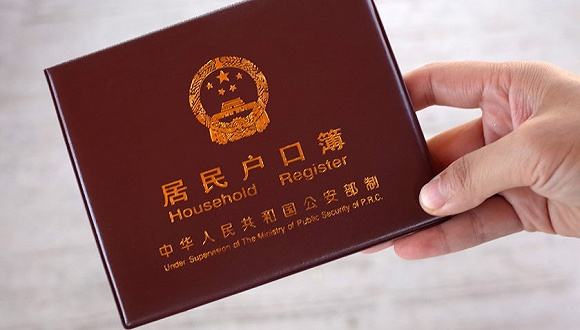 居民户口簿
Household Register
中华人民共和国公安部制
Under Supervision of The Ministry of Public Security of P.R.C.